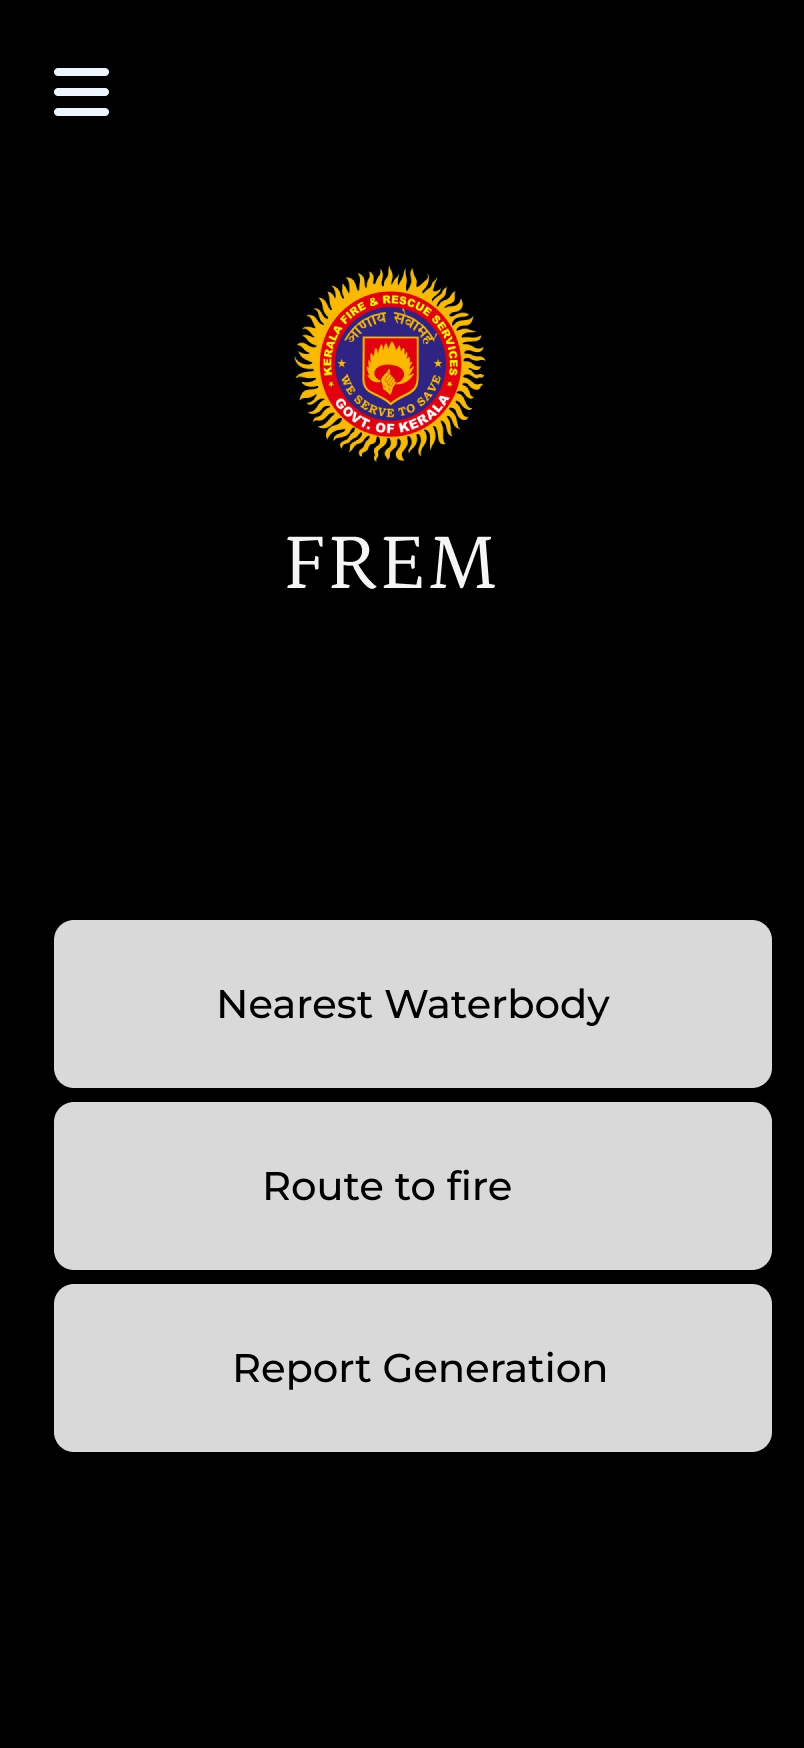 KERALA FIRE & RESCUE SERVICES
त्राणाय सेवामहे
WE SERVE TO SAVE
GOVT. OF KERALA
FREM
Nearest Waterbody
Route to fire
Report Generation